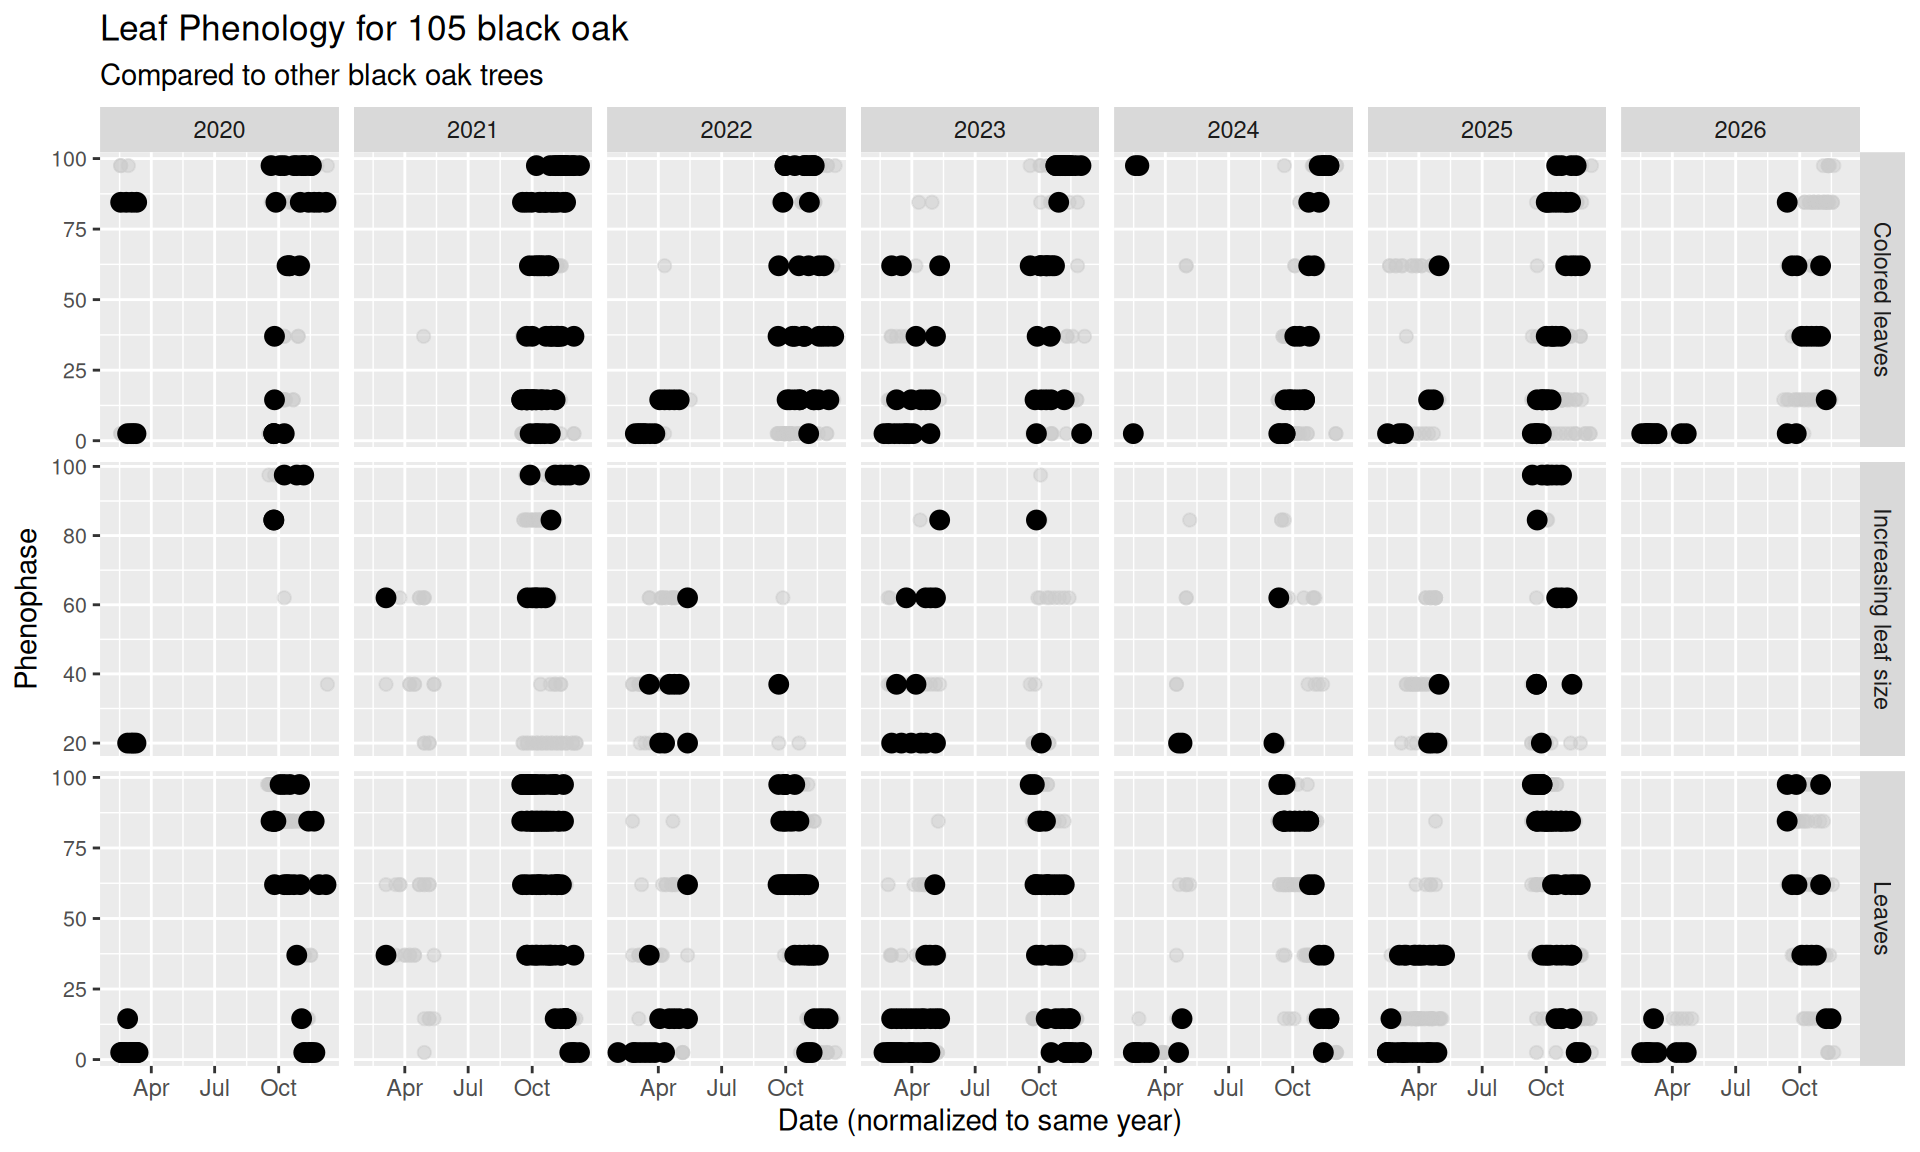 Leaf Phenology for 105 black oak
Compared to other black oak trees
2020 2021 2022 2023 2024 2025 2026
100
75
50
25
0
Colored leaves
100
80
60
40
20
Increasing leaf size
100
75
50
25
0
Leaves
Phenophase
Apr Jul Oct Apr Jul Oct Apr Jul Oct Apr Jul Oct Apr Jul Oct Apr Jul Oct Apr Jul Oct
Date (normalized to same year)